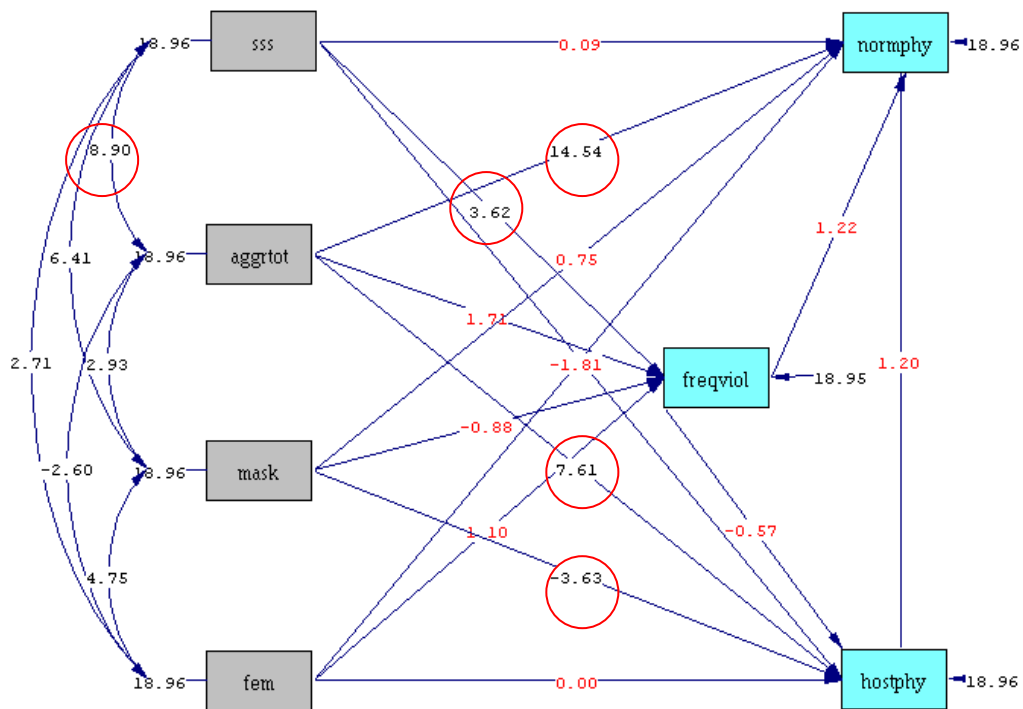 18.96 sss 0.09 normphy 18.96
8.90 14.54
3.62
1.22
18.96 aggrtot
6.41 0.75
1.71
2.71 2.93 -1.81 1.20
freqviol 18.95
-0.88
-2.60 18.96 mask 7.61
1.10 -0.57
4.75 -3.63
18.96 fem 0.00 hostphy 18.96